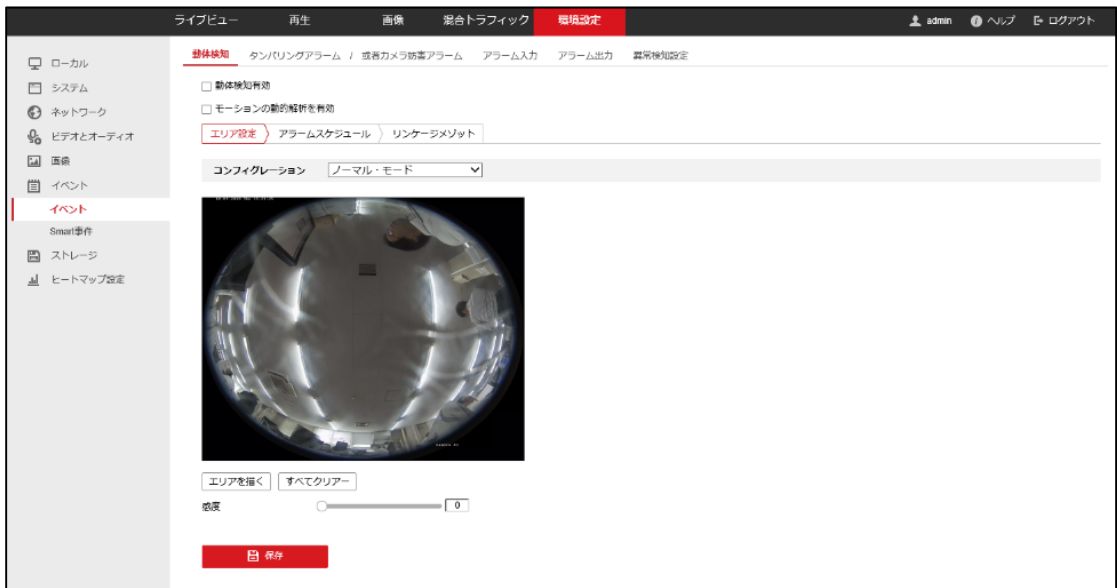 ライブビュー 再生 画像 混合トラフィック 環境設定 admin ヘルプ ログアウト
ローカル
システム
ネットワーク
ビデオとオーディオ
画像
イベント
イベント
Smart事件
ストレージ
ヒートマップ設定
動体検知 タンパリングアラーム / 或者カメラ妨害アラーム アラーム入力 アラーム出力 異常検知設定
動体検知有効
モーションの動的解析を有効
エリア設定 アラームスケジュール リンケージメゾット
コンフィグレーション ノーマル・モード
エリアを描く すべてクリアー
感度 0
保存